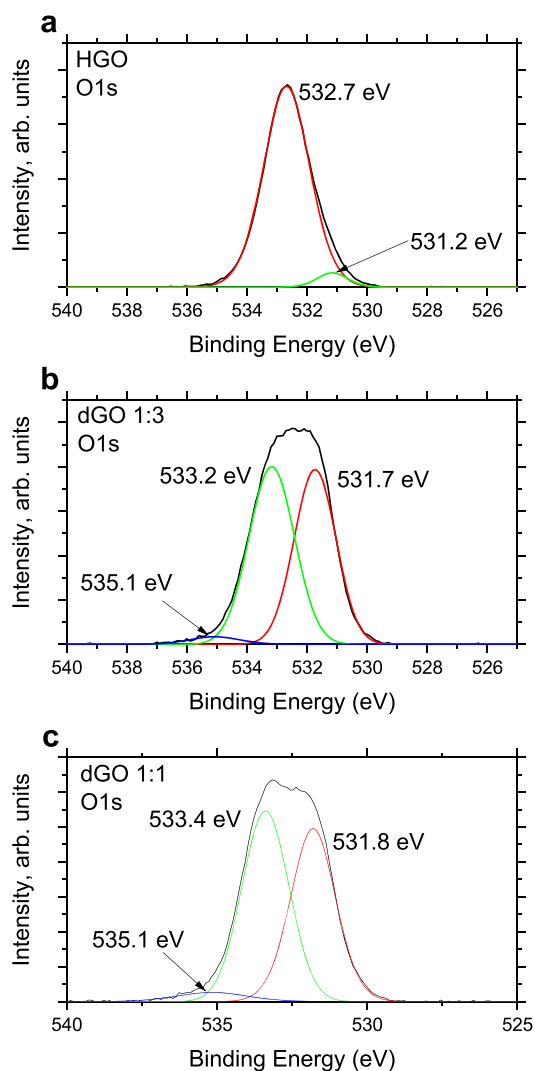 a
HGO
O1s
532.7 eV
531.2 eV
Intensity, arb. units
540 538 536 534 532 530 528 526
Binding Energy (eV)
b
dGO 1:3
O1s
533.2 eV
531.7 eV
535.1 eV
Intensity, arb. units
540 538 536 534 532 530 528 526
Binding Energy (eV)
c
dGO 1:1
O1s
533.4 eV
531.8 eV
535.1 eV
Intensity, arb. units
540 535 530 525
Binding Energy (eV)